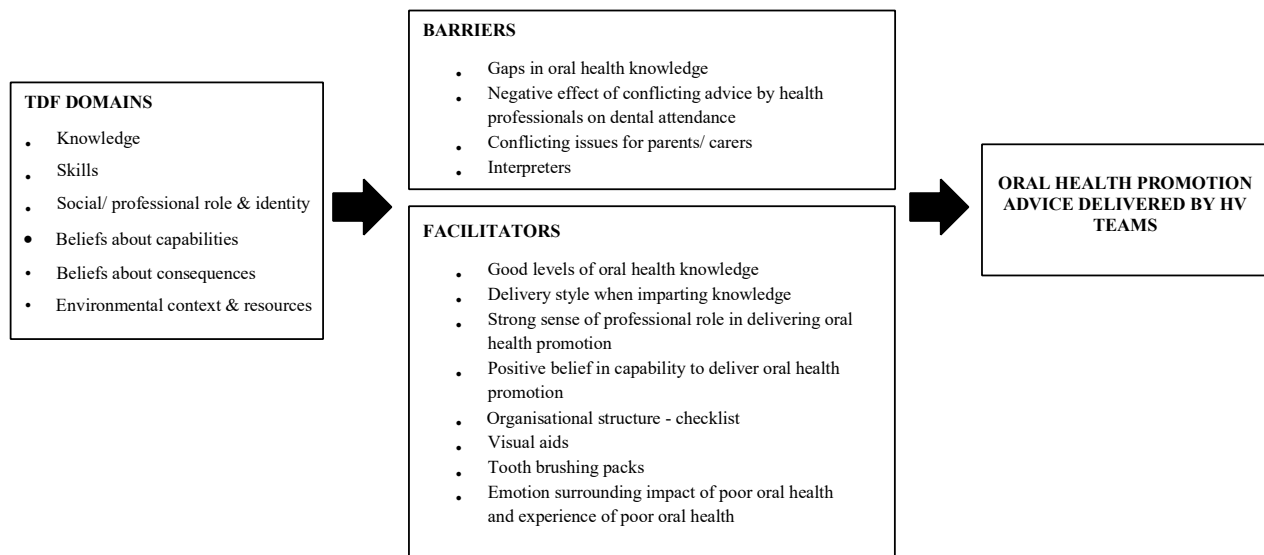 TDF DOMAINS
• Knowledge
• Skills
• Social/ professional role & identity
• Beliefs about capabilities
• Beliefs about consequences
• Environmental context & resources
BARRIERS
• Gaps in oral health knowledge
• Negative effect of conflicting advice by health
professionals on dental attendance
• Conflicting issues for parents/ carers
• Interpreters
FACILITATORS
• Good levels of oral health knowledge
• Delivery style when imparting knowledge
• Strong sense of professional role in delivering oral
health promotion
• Positive belief in capability to deliver oral health
promotion
• Organisational structure - checklist
• Visual aids
• Tooth brushing packs
• Emotion surrounding impact of poor oral health
and experience of poor oral health
ORAL HEALTH PROMOTION
ADVICE DELIVERED BY HV
TEAMS